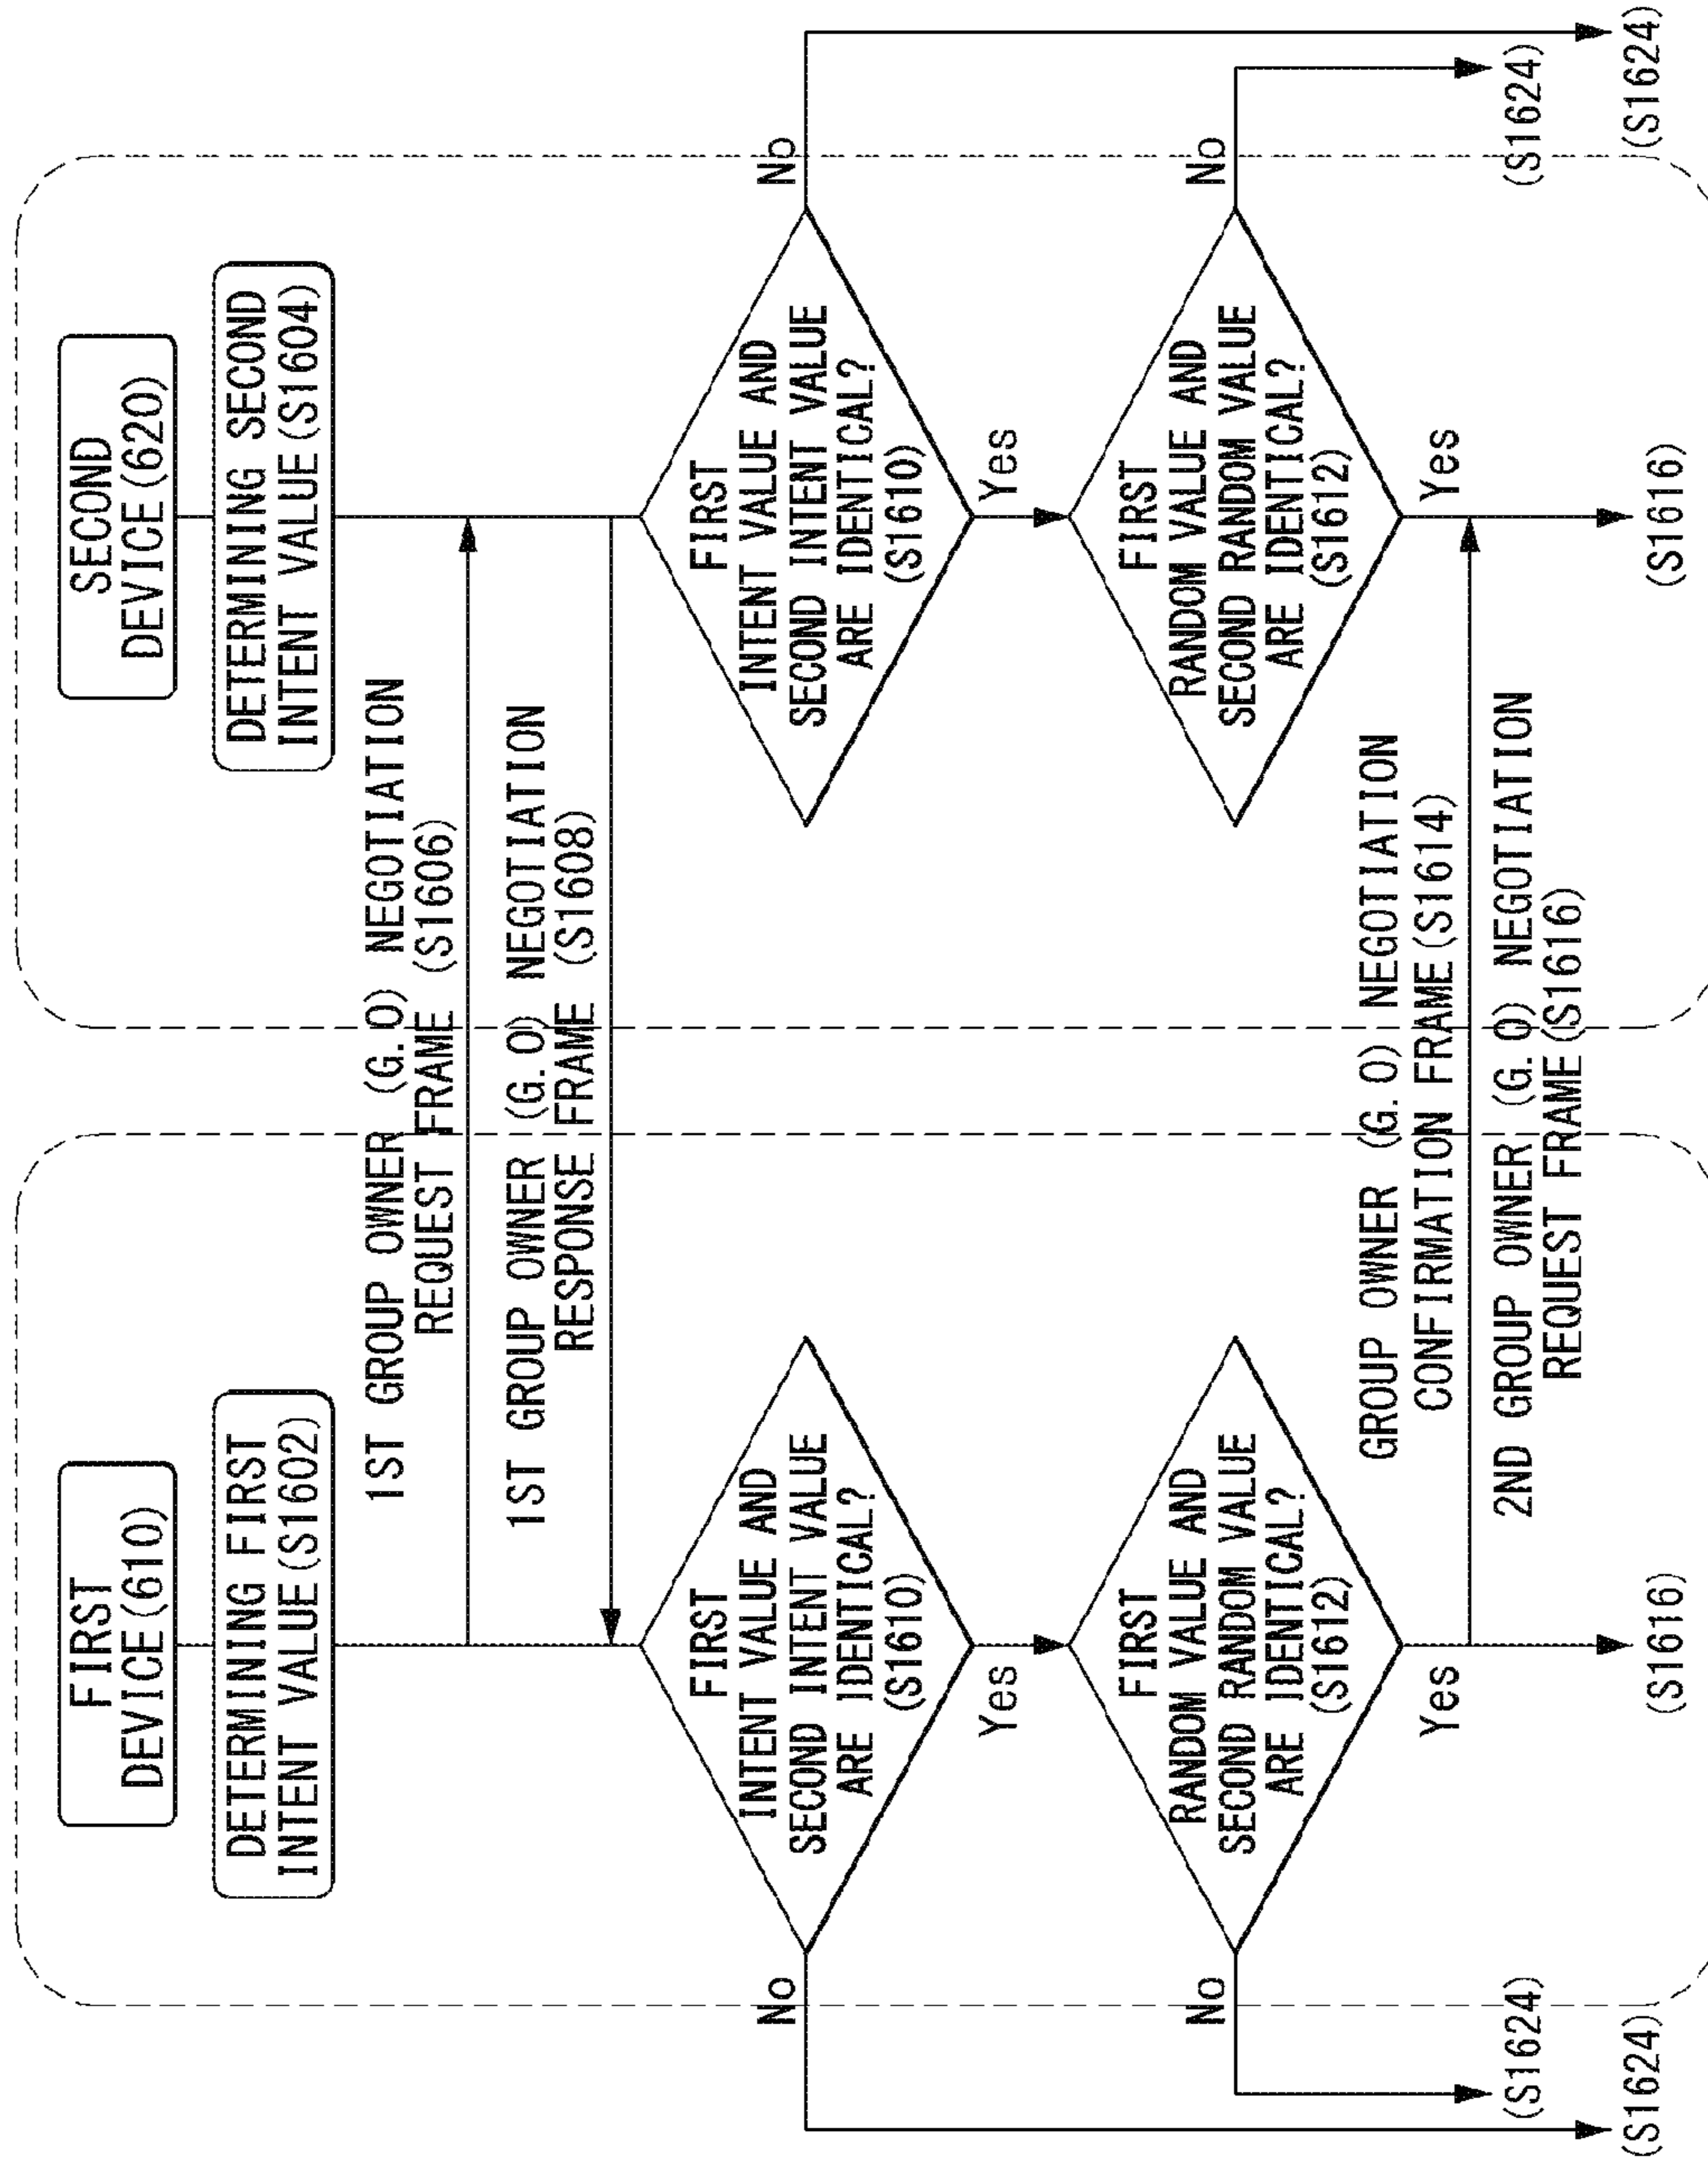 FIRST
DEVICE(610)
SECOND
DEVICE(620)
DETERMINING FIRST
INTENT VALUE(S1602)
DETERMINING SECOND
INTENT VALUE(S1604)
1ST GROUP OWNER (G.O) NEGOTIATION
REQUEST FRAME (S1606)
1ST GROUP OWNER (G.O) NEGOTIATION
RESPONSE FRAME (S1608)
FIRST
INTENT VALUE AND
SECOND INTENT VALUE
ARE IDENTICAL?
(S1610)
No
Yes
FIRST
INTENT VALUE AND
SECOND INTENT VALUE
ARE IDENTICAL?
(S1610)
No
Yes
FIRST
RANDOM VALUE AND
SECOND RANDOM VALUE
ARE IDENTICAL?
(S1612)
No
Yes
FIRST
RANDOM VALUE AND
SECOND RANDOM VALUE
ARE IDENTICAL?
(S1612)
No
Yes
GROUP OWNER (G.O) NEGOTIATION
CONFIRMATION FRAME(S1614)
2ND GROUP OWNER (G.O) NEGOTIATION
REQUEST FRAME(S1616)
(S1624)
(S1624)
(S1616)
(S1616)
(S1624)
(S1624)